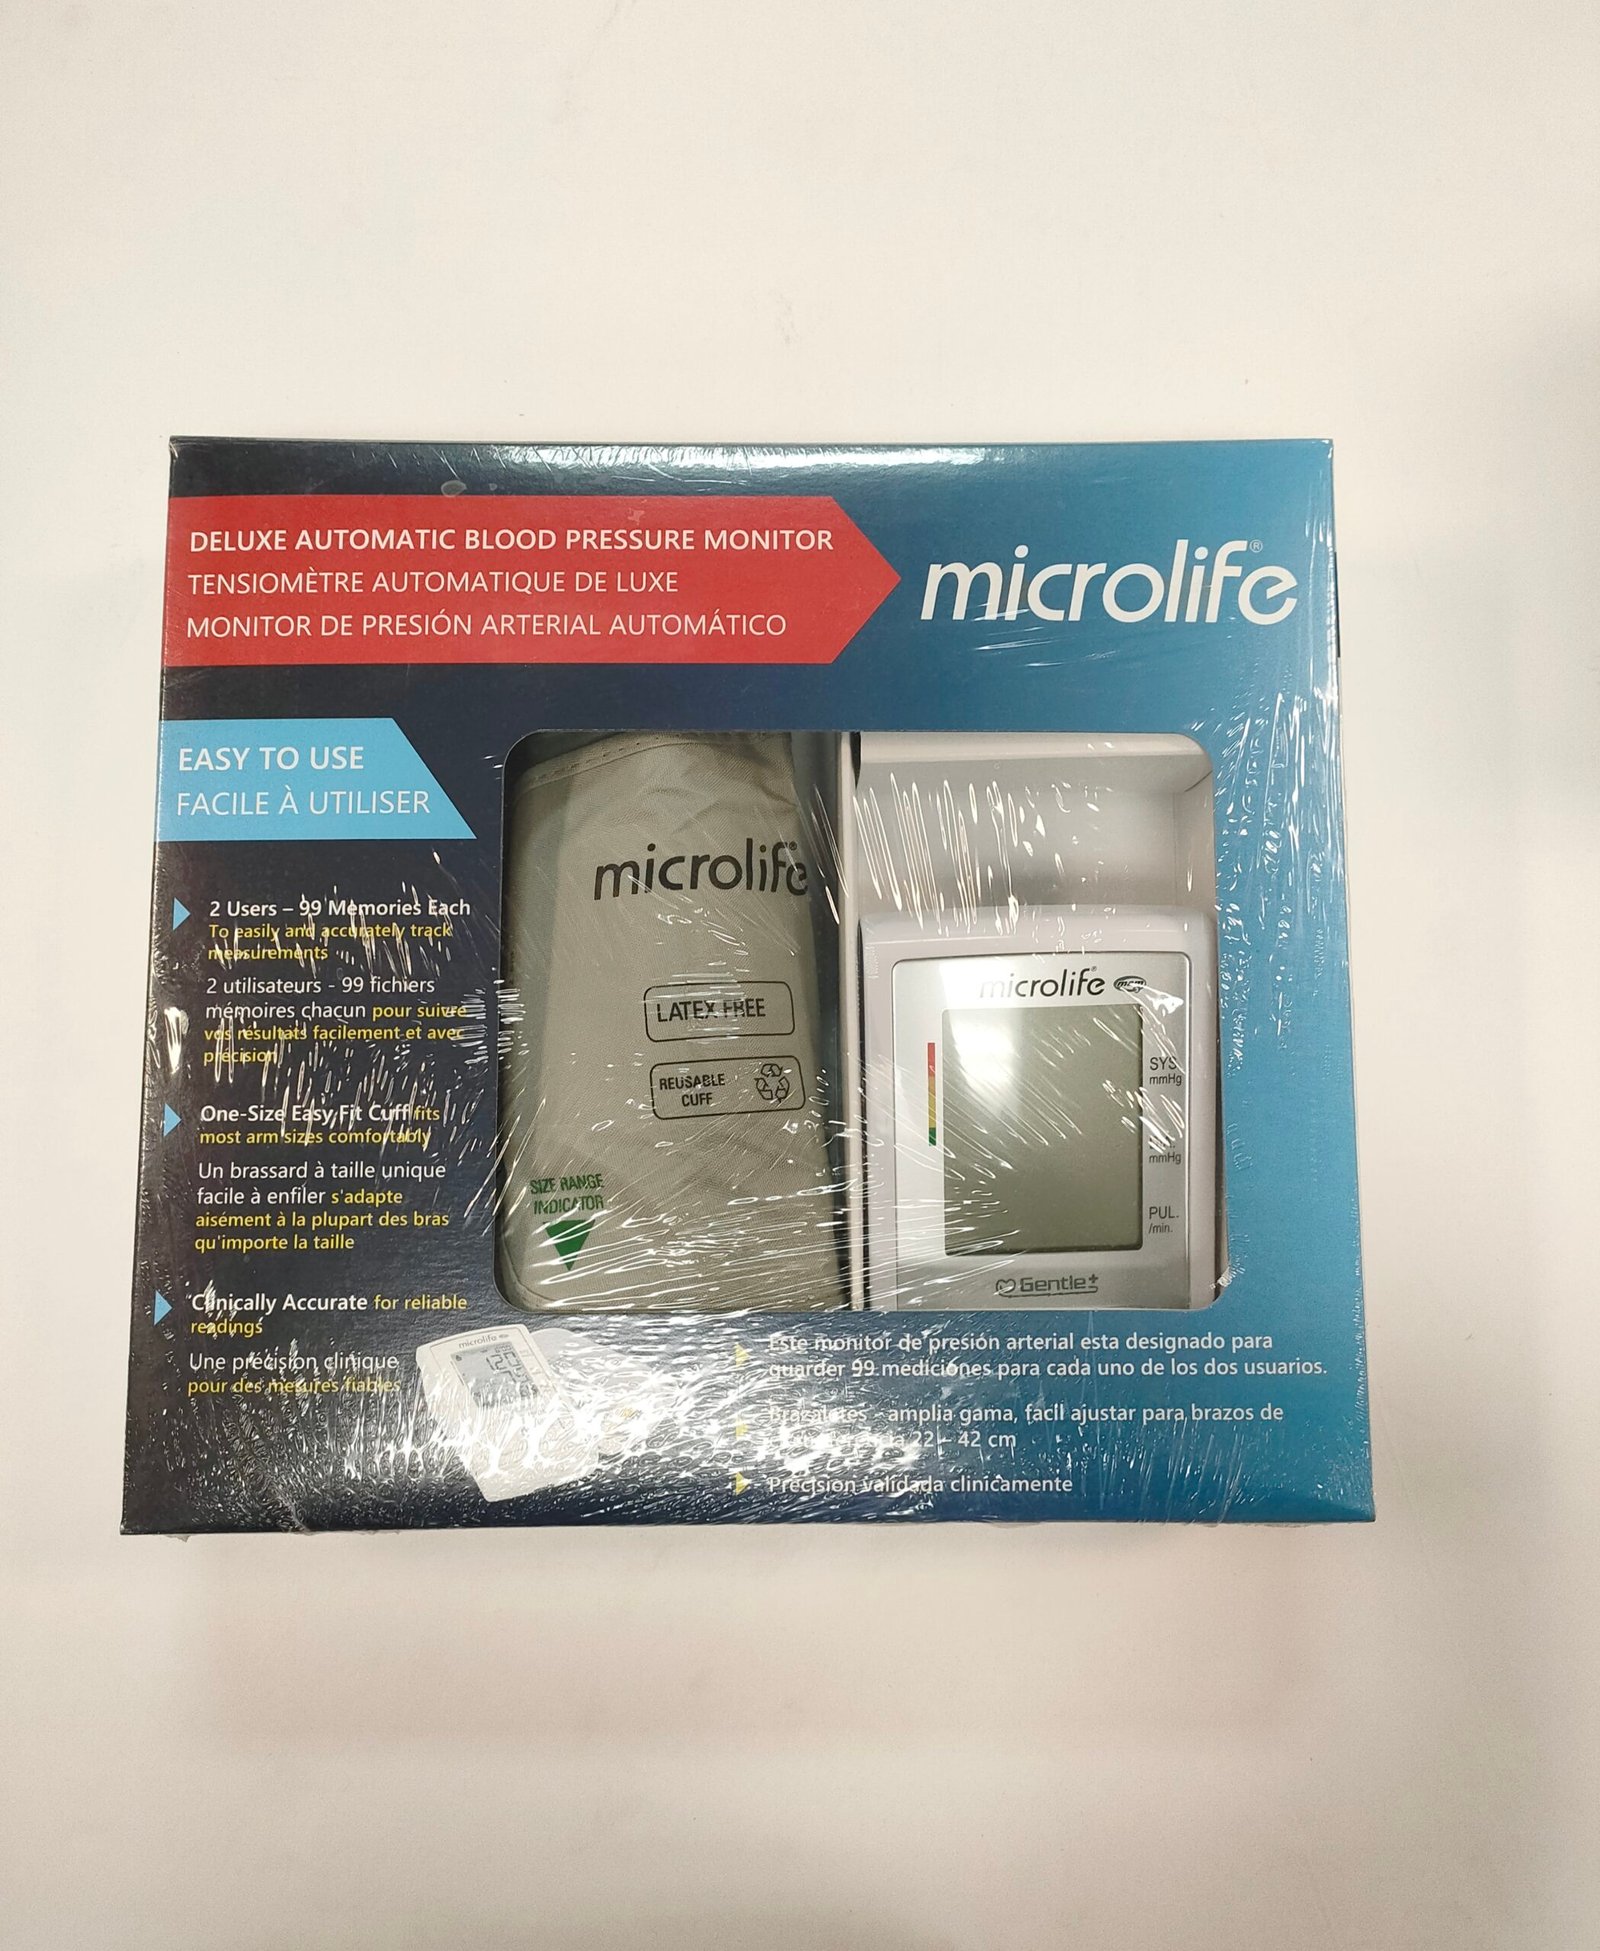 DELUXE AUTOMATIC BLOOD PRESSURE MONITOR
TENSIOMÈTRE AUTOMATIQUE DE LUXE
MONITOR DE PRESIÓN ARTERIAL AUTOMÁTICO
microlife®
EASY TO USE
FACILE À UTILISER
2 Users – 99 Memories Each
To easily and accurately track
measurements
2 utilisateurs - 99 fichiers
mémoires chacun pour suivre
vos résultats facilement et avec
précision
One-Size Easy Fit Cuff fits
most arm sizes comfortably
Un brassard à taille unique
facile à enfiler s'adapte
aisément à la plupart des bras
qu'importe la taille
Clinically Accurate for reliable
readings
Une précision clinique
pour des mesures fiables
microlife®
LATEX FREE
REUSABLE
CUFF
SIZE RANGE
INDICATOR
microlife®
SYS.
mmHg
mmHg
PUL.
/min.
Gentle+
microlife
120
Este monitor de presión arterial esta designado para
guarder 99 mediciones para cada uno de los dos usuarios.
Bracaletes - amplia gama, facil ajustar para brazos de
22 - 42 cm
Précision validada clinicamente